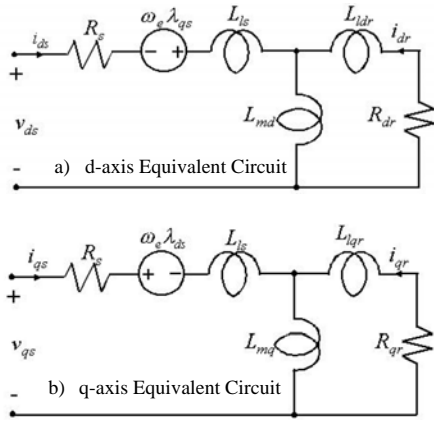 i_ds R_s ω_e λ_qs L_ls L_ldr i_dr
+ − +
v_ds L_md R_dr
-
a) d-axis Equivalent Circuit
i_qs R_s ω_e λ_ds L_ls L_lqr i_qr
+ + −
v_qs L_mq R_qr
-
b) q-axis Equivalent Circuit